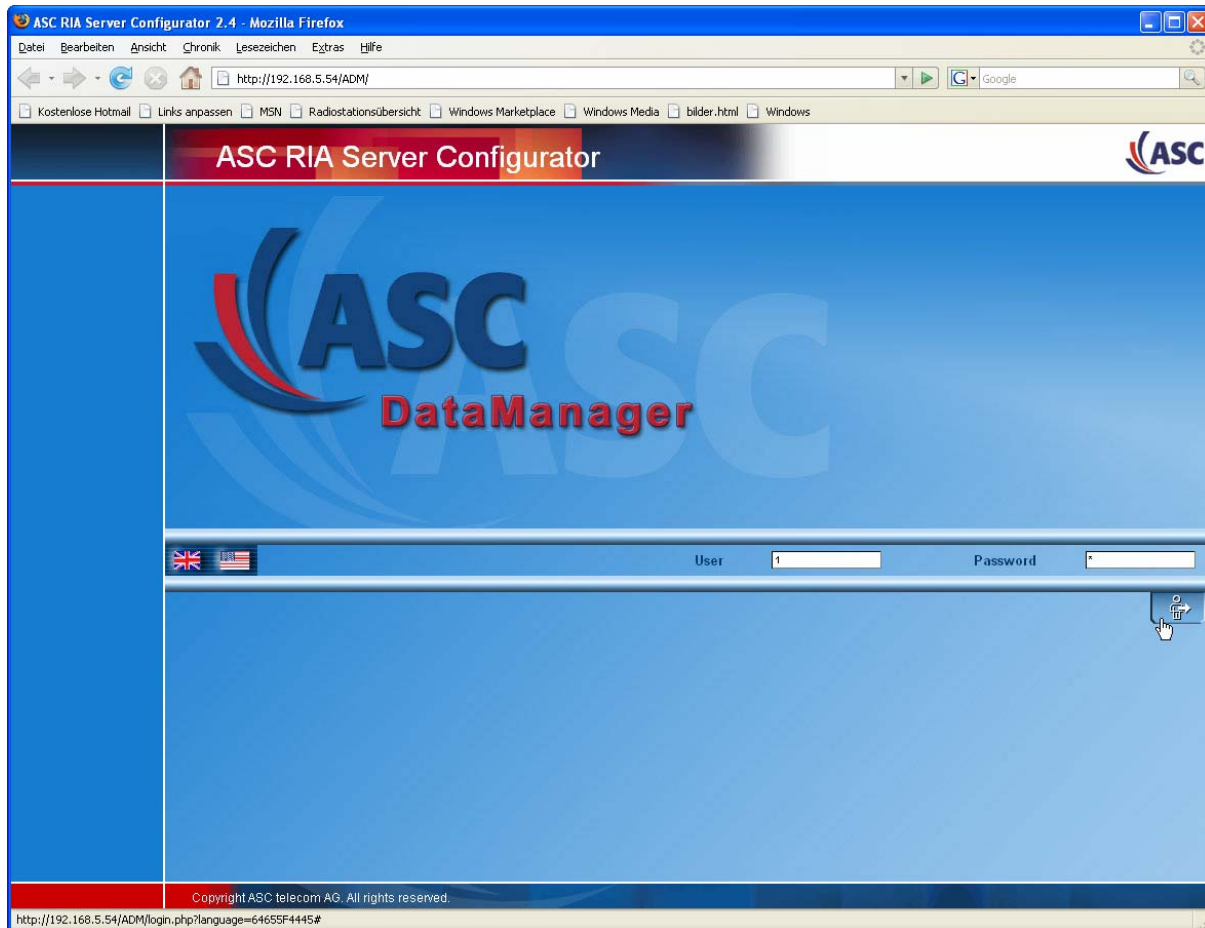 ASC RIA Server Configurator 2.4 - Mozilla Firefox
Datei Bearbeiten Ansicht Chronik Lesezeichen Extras Hilfe
http://192.168.5.54/ADM/
G Google
Kostenlose Hotmail Links anpassen MSN Radiostationsübersicht Windows Marketplace Windows Media bilder.html Windows
ASC RIA Server Configurator
ASC
ASC
ASC
DataManager
User 1 Password *
Copyright ASC telecom AG. All rights reserved.
http://192.168.5.54/ADM/login.php?language=64655F4445#